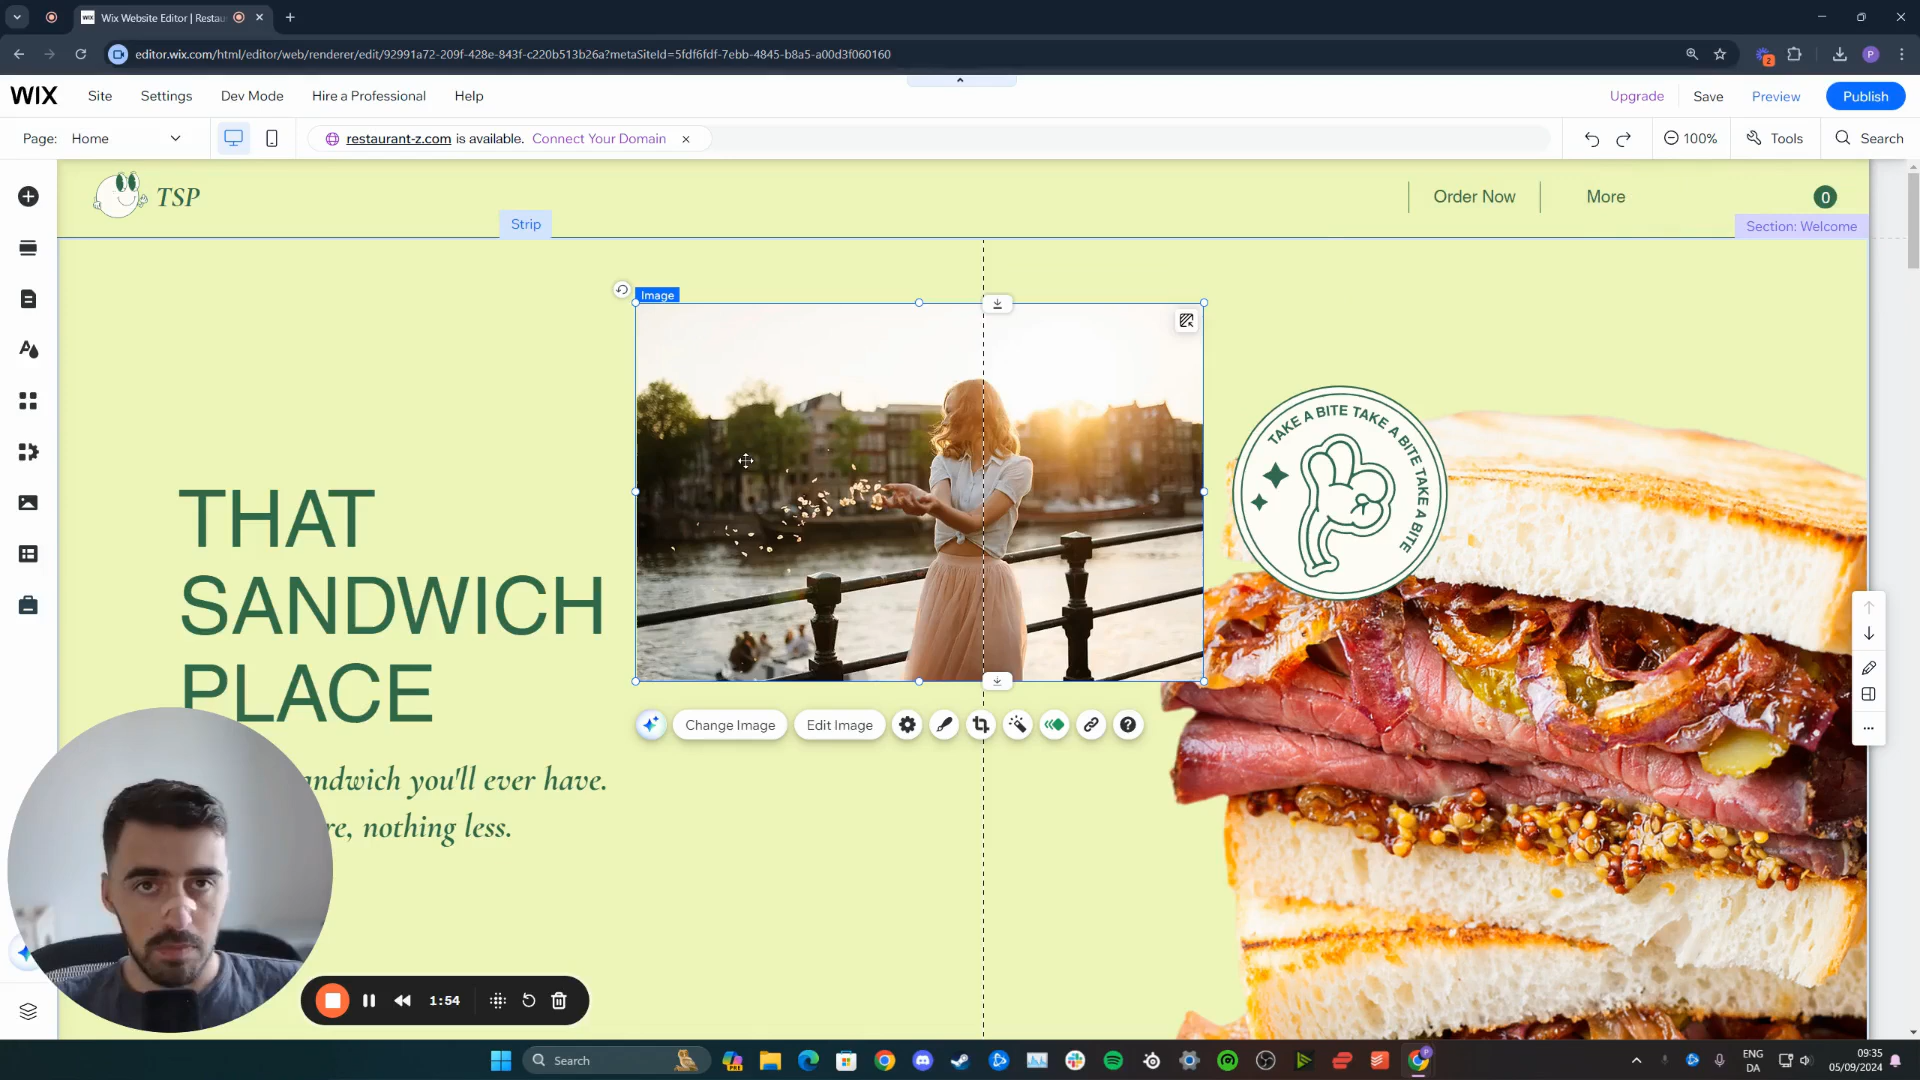 Wix Website Editor | Restau
editor.wix.com/html/editor/web/renderer/edit/92991a72-209f-428e-843f-c220b513b26a?metaSiteId=5fdf6fdf-7ebb-4845-b8a5-a00d3f060160
2
P
WIX
Site
Settings
Dev Mode
Hire a Professional
Help
Upgrade
Save
Preview
Publish
Page: Home
restaurant-z.com is available. Connect Your Domain
100%
Tools
Search
TSP
Order Now
More
0
Strip
Section: Welcome
Image
TAKE A BITE TAKE A BITE TAKE A BITE
THAT
SANDWICH
PLACE
Change Image
Edit Image
?
andwich you'll ever have.
re, nothing less.
1:54
Search
ENG
DA
09:35
05/09/2024